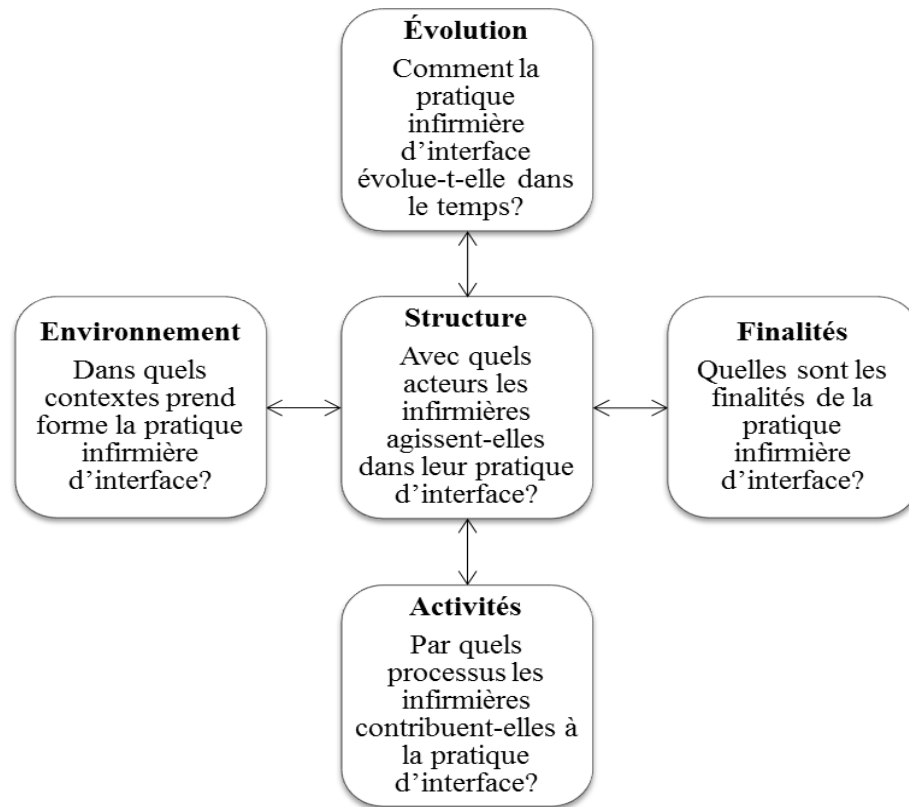 Évolution
Comment la
pratique
infirmière
d’interface
évolue-t-elle dans
le temps?
Environnement
Dans quels
contextes prend
forme la pratique
infirmière
d’interface?
Structure
Avec quels
acteurs les
infirmières
agissent-elles
dans leur pratique
d’interface?
Finalités
Quelles sont les
finalités de la
pratique
infirmière
d’interface?
Activités
Par quels
processus les
infirmières
contribuent-elles à
la pratique
d’interface?